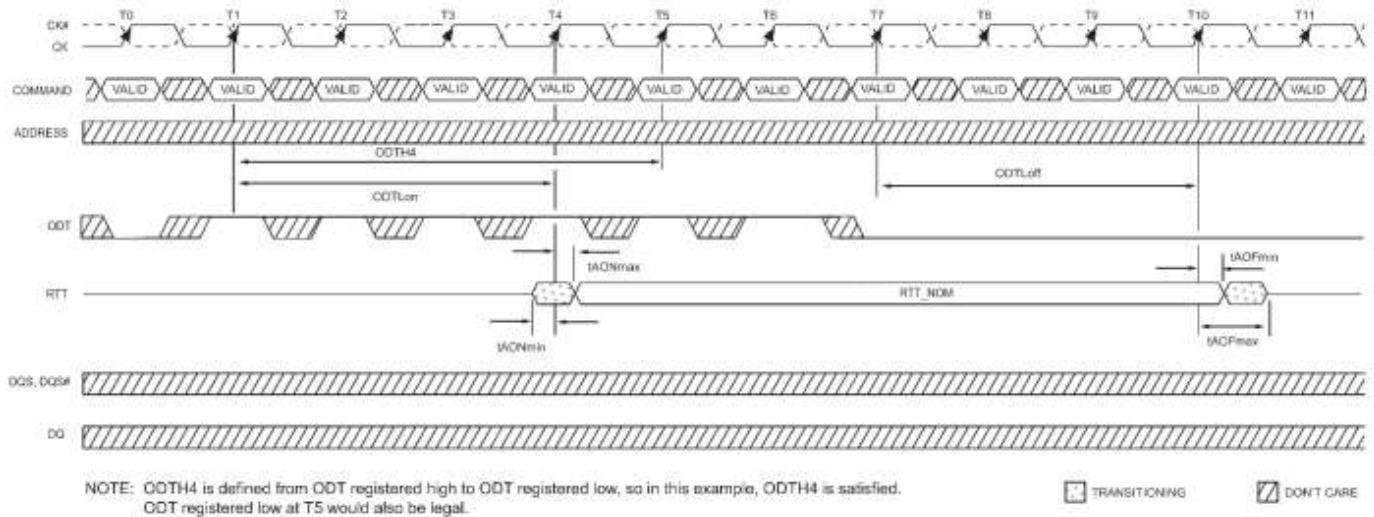 T0 T1 T2 T3 T4 T5 T6 T7 T8 T9 T10 T11
CK#
CK
COMMAND VALID VALID VALID VALID VALID VALID VALID VALID VALID VALID VALID VALID
ADDRESS
ODTH4
ODTLoff
ODTLon
ODT
tAONmax
tAOFmin
RTT RTT_NOM
tAONmin
tAOFmax
DQS, DQS#
DQ
NOTE: ODTH4 is defined from ODT registered high to ODT registered low, so in this example, ODTH4 is satisfied.
ODT registered low at T5 would also be legal.
TRANSITIONING DON'T CARE